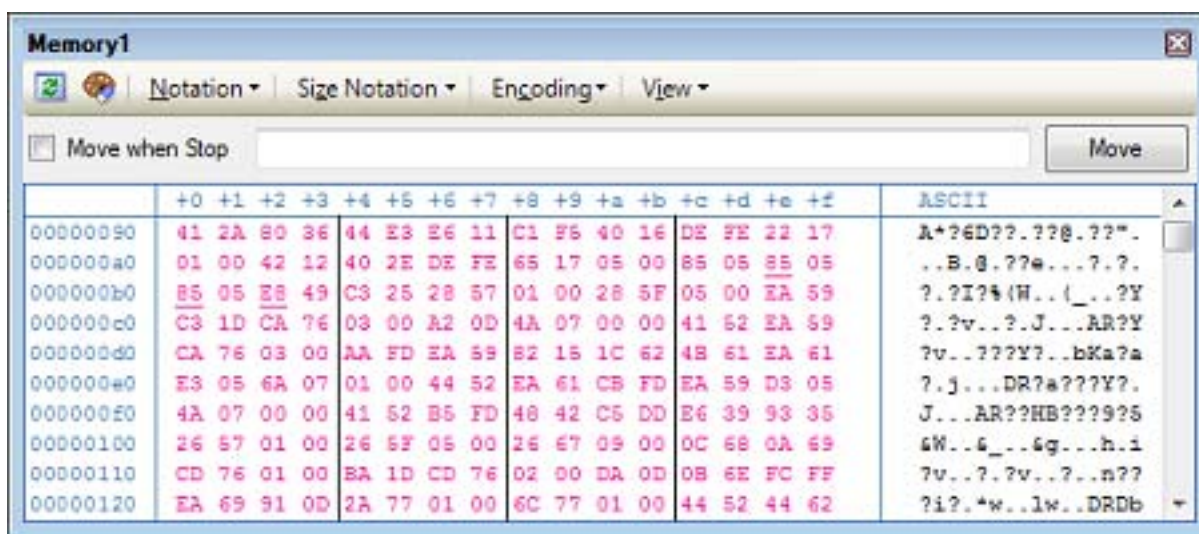 Memory1
Notation Size Notation Encoding View
Move when Stop Move
+0 +1 +2 +3 +4 +5 +6 +7 +8 +9 +a +b +c +d +e +f ASCII
00000090 41 2A 80 36 44 E3 E6 11 C1 F5 40 16 DE FE 22 17 A*?6D??.??@.??".
000000a0 01 00 42 12 40 2E DE FE 65 17 05 00 85 05 85 05 ..B.@.??e...?.?.
000000b0 85 05 E8 49 C3 25 28 57 01 00 28 5F 05 00 EA 59 ?.?I?%(W..(_..?Y
000000c0 C3 1D CA 76 03 00 A2 0D 4A 07 00 00 41 52 EA 59 ?.?v..?.J...AR?Y
000000d0 CA 76 03 00 AA FD EA 59 82 15 1C 62 4B 61 EA 61 ?v..???Y?..bKa?a
000000e0 E3 05 6A 07 01 00 44 52 EA 61 CB FD EA 59 D3 05 ?.j...DR?a???Y?.
000000f0 4A 07 00 00 41 52 B5 FD 48 42 C5 DD E6 39 93 35 J...AR??HB???9?5
00000100 26 57 01 00 26 5F 05 00 26 67 09 00 0C 68 0A 69 &W..&_..&g...h.i
00000110 CD 76 01 00 BA 1D CD 76 02 00 DA 0D 0B 6E FC FF ?v..?.?v..?..n??
00000120 EA 69 91 0D 2A 77 01 00 6C 77 01 00 44 52 44 62 ?i?.*w..lw..DRDb